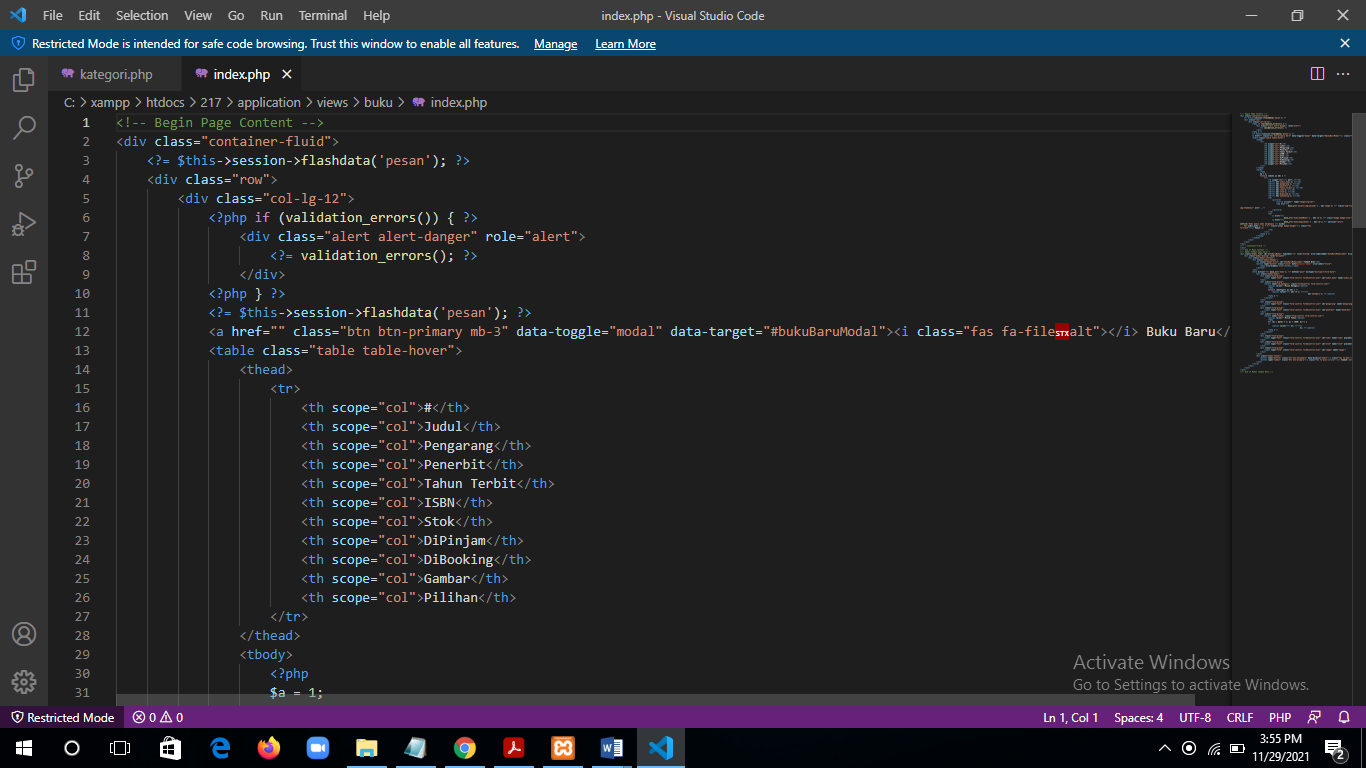 File Edit Selection View Go Run Terminal Help index.php - Visual Studio Code
Restricted Mode is intended for safe code browsing. Trust this window to enable all features. Manage Learn More
kategori.php index.php
C: > xampp > htdocs > 217 > application > views > buku > index.php
1 <!-- Begin Page Content -->
2 <div class="container-fluid">
3 <?= $this->session->flashdata('pesan'); ?>
4 <div class="row">
5 <div class="col-lg-12">
6 <?php if (validation_errors()) { ?>
7 <div class="alert alert-danger" role="alert">
8 <?= validation_errors(); ?>
9 </div>
10 <?php } ?>
11 <?= $this->session->flashdata('pesan'); ?>
12 <a href="" class="btn btn-primary mb-3" data-toggle="modal" data-target="#bukuBaruModal"><i class="fas fa-fileSTXalt"></i> Buku Baru</
13 <table class="table table-hover">
14 <thead>
15 <tr>
16 <th scope="col">#</th>
17 <th scope="col">Judul</th>
18 <th scope="col">Pengarang</th>
19 <th scope="col">Penerbit</th>
20 <th scope="col">Tahun Terbit</th>
21 <th scope="col">ISBN</th>
22 <th scope="col">Stok</th>
23 <th scope="col">DiPinjam</th>
24 <th scope="col">DiBooking</th>
25 <th scope="col">Gambar</th>
26 <th scope="col">Pilihan</th>
27 </tr>
28 </thead>
29 <tbody>
30 <?php
31 $a = 1;
Activate Windows
Go to Settings to activate Windows.
Restricted Mode 0 0 Ln 1, Col 1 Spaces: 4 UTF-8 CRLF PHP
3:55 PM
11/29/2021
2